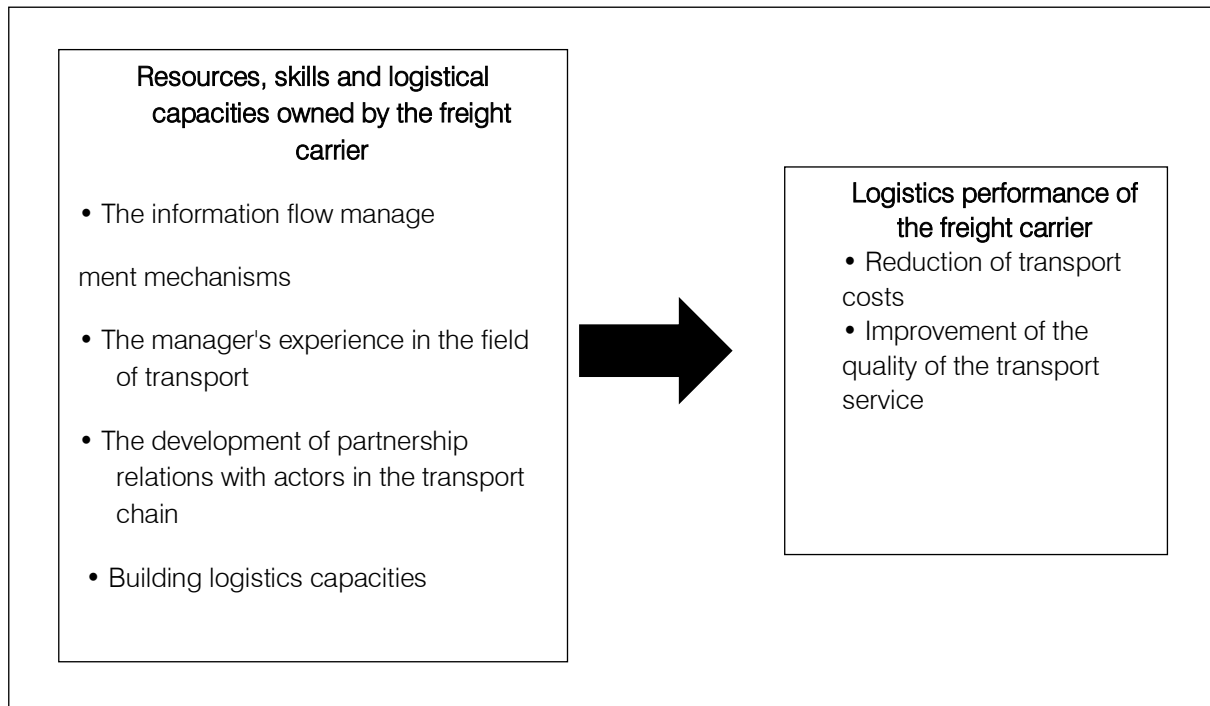 Resources, skills and logistical
capacities owned by the freight
carrier
• The information flow manage
ment mechanisms
• The manager's experience in the field
of transport
• The development of partnership
relations with actors in the transport
chain
• Building logistics capacities
Logistics performance of
the freight carrier
• Reduction of transport
costs
• Improvement of the
quality of the transport
service